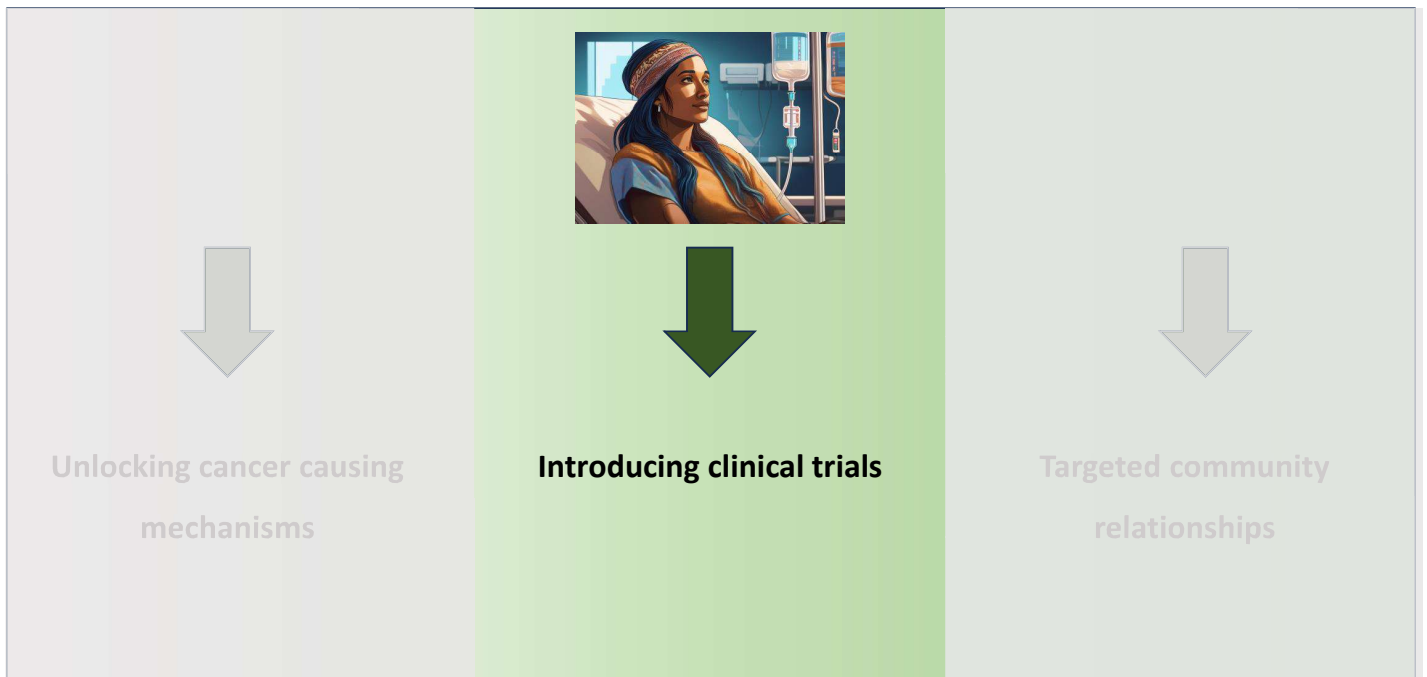 Unlocking cancer causing
mechanisms
Introducing clinical trials
Targeted community
relationships